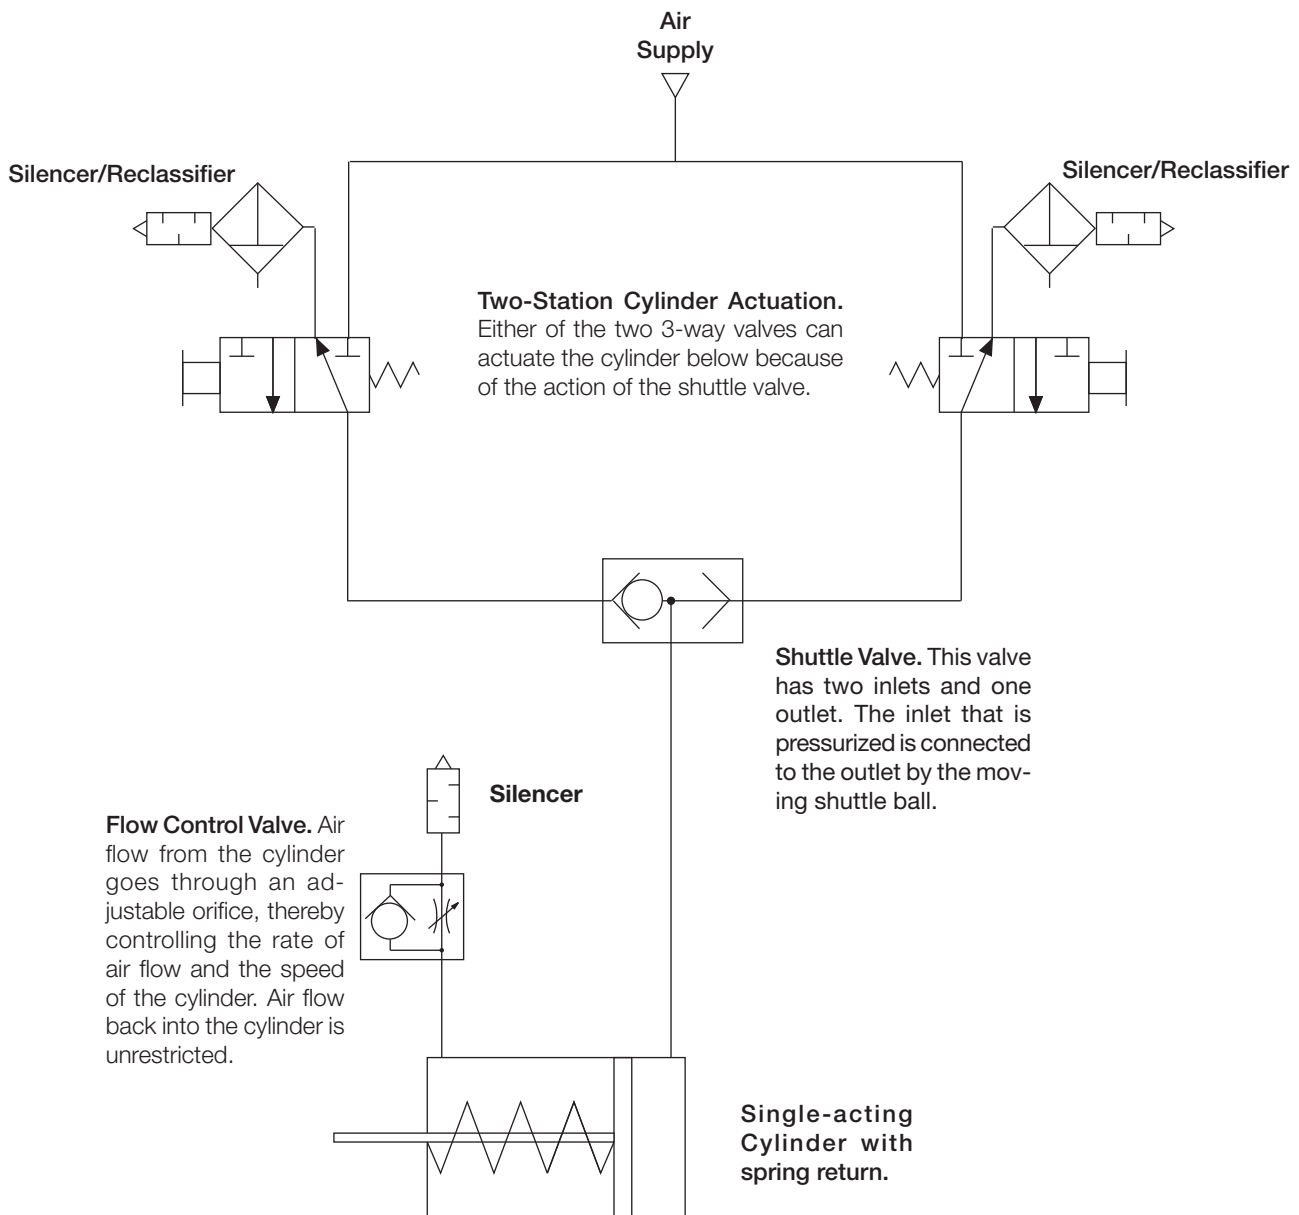 Air
Supply
Silencer/Reclassifier
Silencer/Reclassifier
Two-Station Cylinder Actuation.
Either of the two 3-way valves can
actuate the cylinder below because
of the action of the shuttle valve.
Shuttle Valve. This valve
has two inlets and one
outlet. The inlet that is
pressurized is connected
to the outlet by the mov-
ing shuttle ball.
Silencer
Flow Control Valve. Air
flow from the cylinder
goes through an ad-
justable orifice, thereby
controlling the rate of
air flow and the speed
of the cylinder. Air flow
back into the cylinder is
unrestricted.
Single-acting
Cylinder with
spring return.